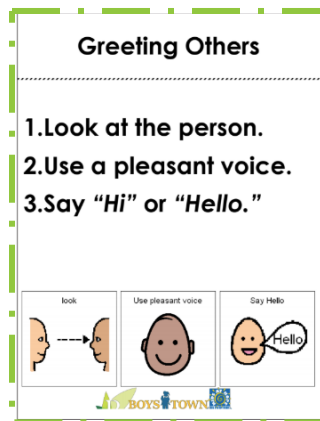 Greeting Others
1.Look at the person.
2.Use a pleasant voice.
3.Say “Hi” or “Hello.”
look
Use pleasant voice
Say Hello
Hello
BOYS TOWN